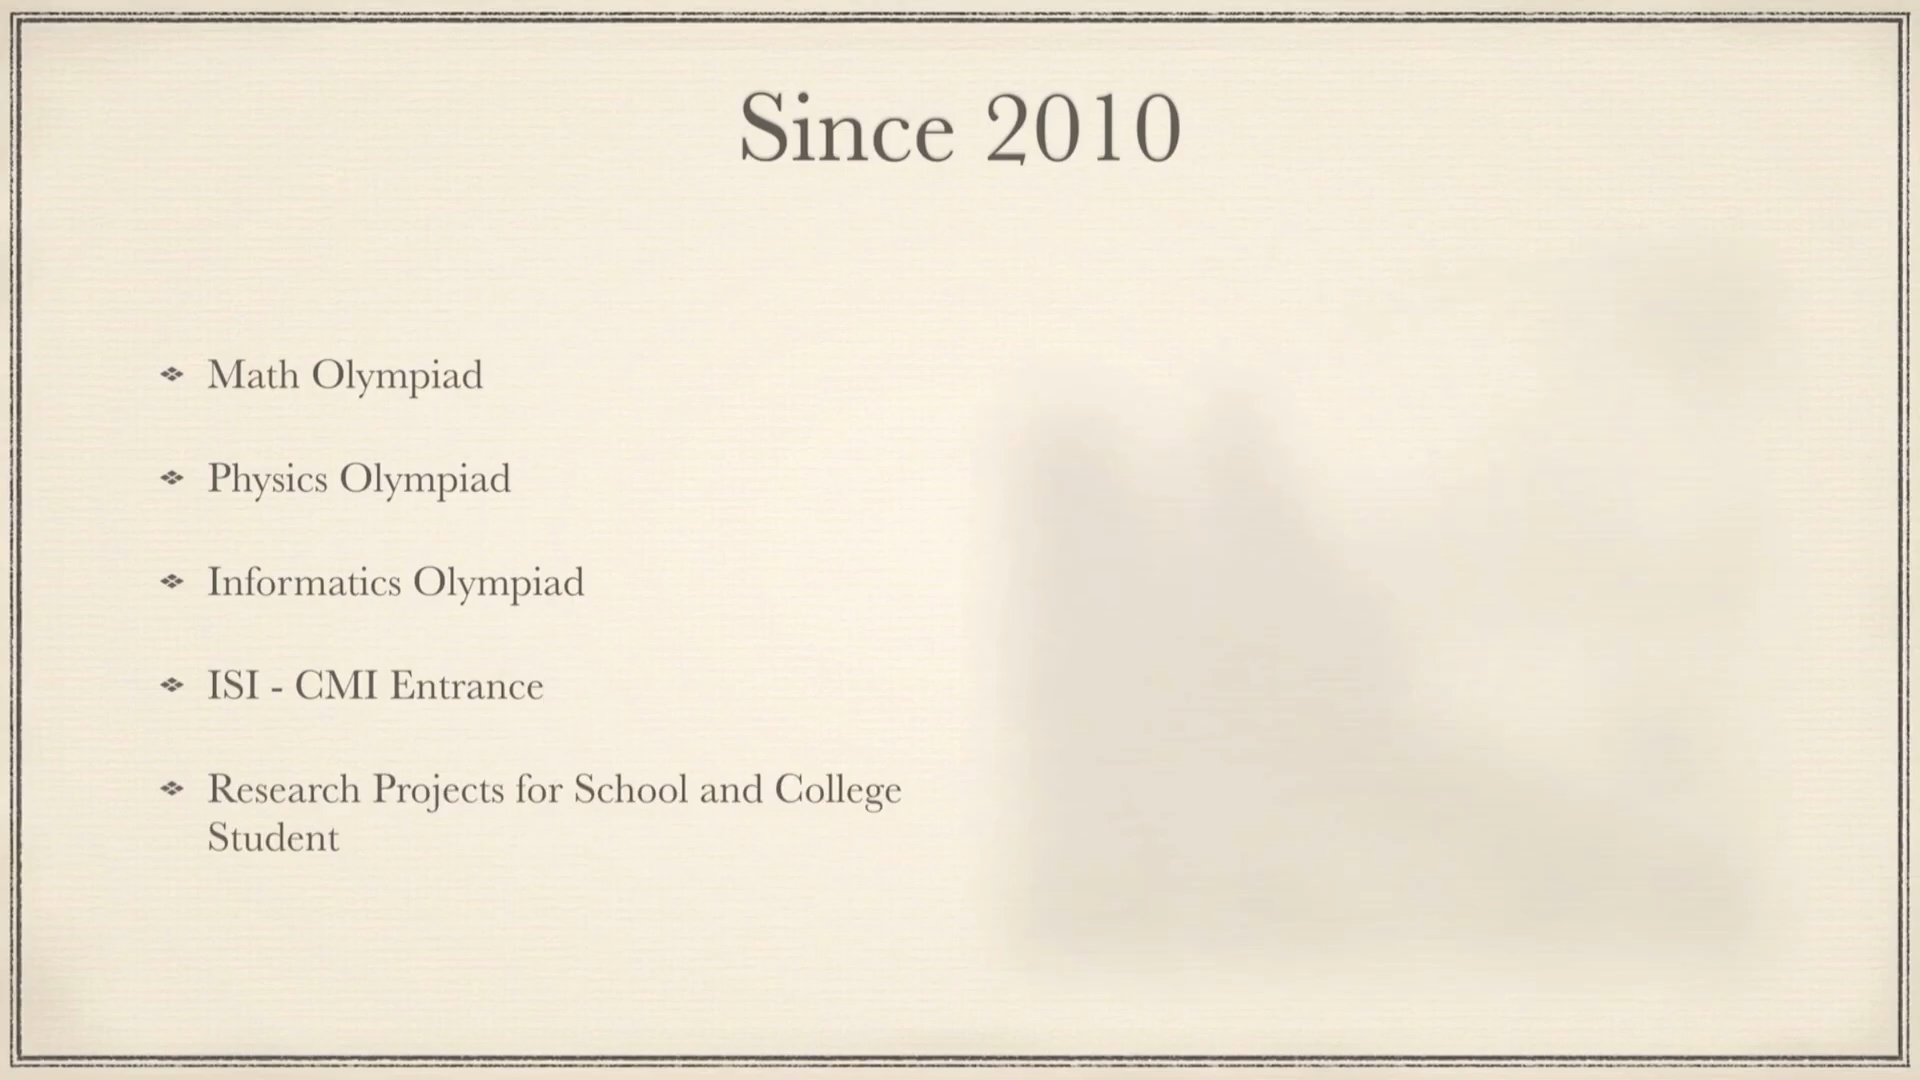 Since 2010
Math Olympiad
Physics Olympiad
Informatics Olympiad
ISI - CMI Entrance
Research Projects for School and College
Student